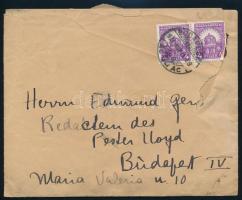 Herrn Edmund Gero
Redacteur des
Pester Lloyd
Budapest IV
Maria Valeria u. 10